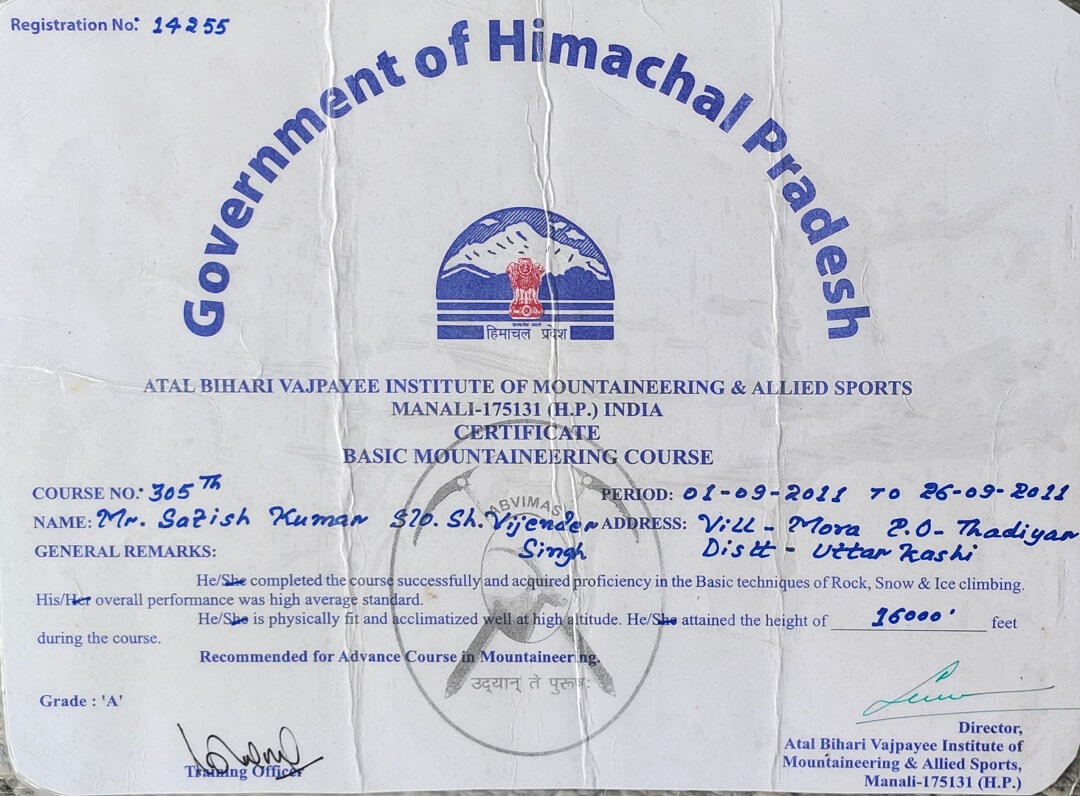 Registration No: 14255
Government of Himachal Pradesh
सत्यमेव जयते
हिमाचल प्रदेश
ATAL BIHARI VAJPAYEE INSTITUTE OF MOUNTAINEERING & ALLIED SPORTS
MANALI-175131 (H.P.) INDIA
CERTIFICATE
BASIC MOUNTAINEERING COURSE
ABVIMAS
COURSE NO: 305th PERIOD: 01-09-2011 TO 26-09-2011
NAME: Mr. Satish Kumar S/o. Sh. Vijender Singh
ADDRESS: Vill - Mora P.O- Thadiyar
Distt - Uttar Kashi
GENERAL REMARKS:
He/She completed the course successfully and acquired proficiency in the Basic techniques of Rock, Snow & Ice climbing.
His/Her overall performance was high average standard.
He/She is physically fit and acclimatized well at high altitude. He/She attained the height of 16000' feet
during the course.
Recommended for Advance Course in Mountaineering.
उद्यान् ते पुरूषः
Grade : 'A'
Training Officer
Director,
Atal Bihari Vajpayee Institute of
Mountaineering & Allied Sports,
Manali-175131 (H.P.)